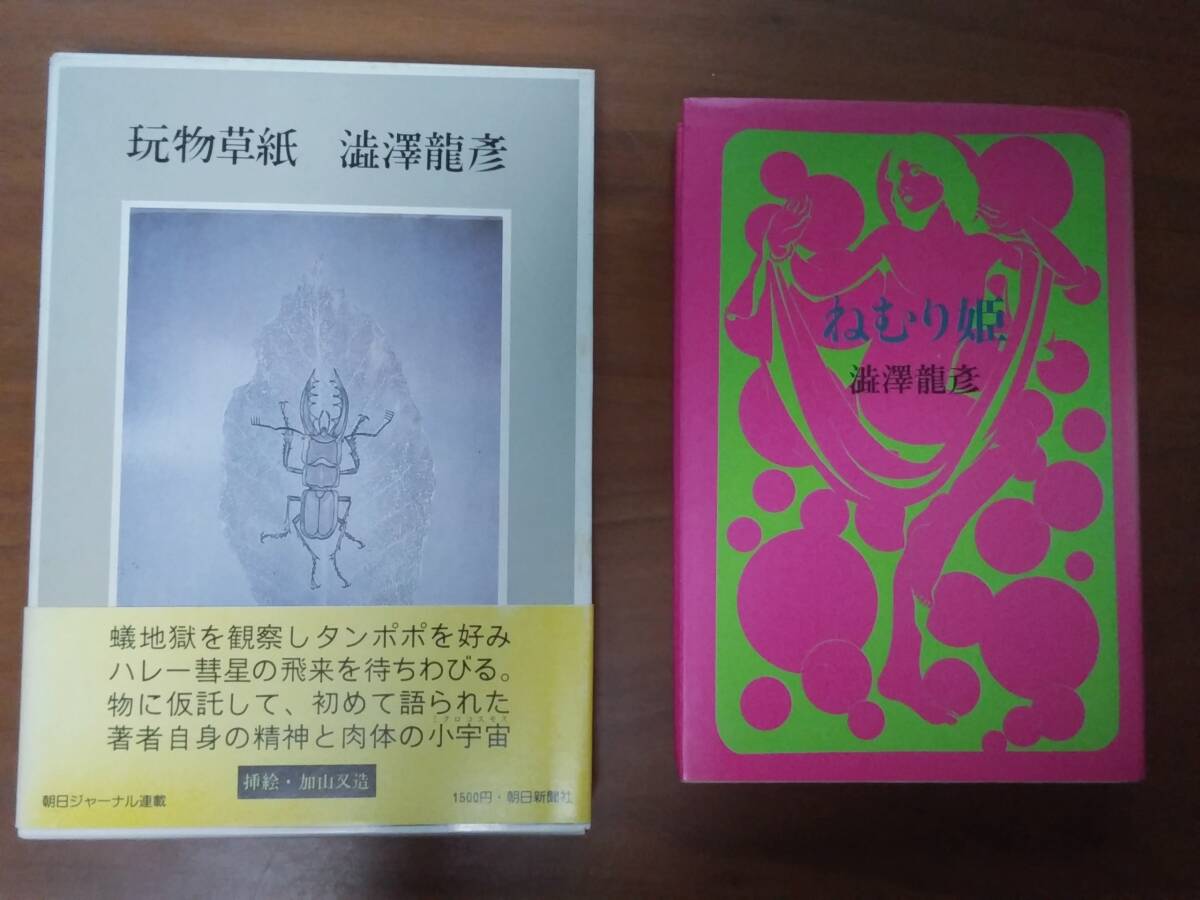 玩物草紙　澁澤龍彥
蟻地獄を観察しタンポポを好み
ハレー彗星の飛来を待ちわびる。
物に仮託して、初めて語られた
ミクロコスモス
著者自身の精神と肉体の小宇宙
挿絵・加山又造
朝日ジャーナル連載
1500円・朝日新聞社
ねむり姫
澁澤龍彥